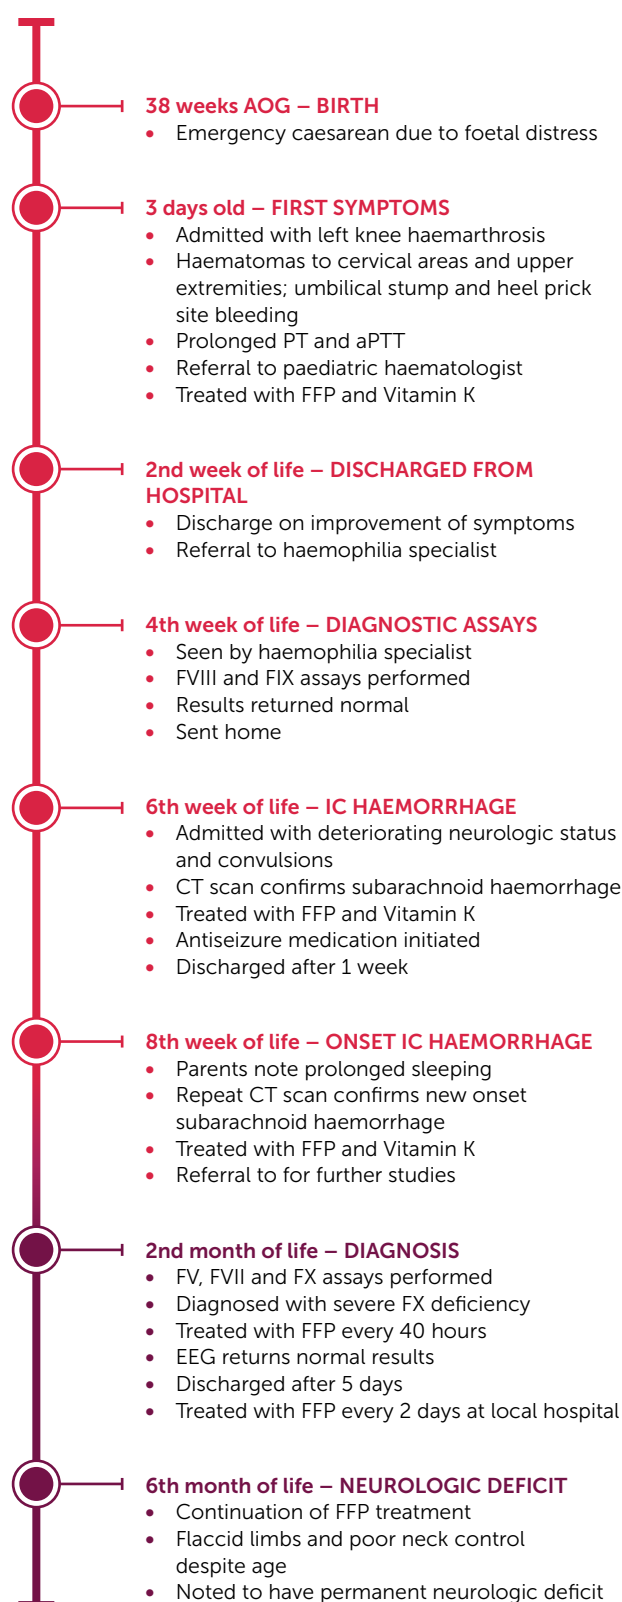 38 weeks AOG – BIRTH
• Emergency caesarean due to foetal distress
3 days old – FIRST SYMPTOMS
• Admitted with left knee haemarthrosis
• Haematomas to cervical areas and upper
extremities; umbilical stump and heel prick
site bleeding
• Prolonged PT and aPTT
• Referral to paediatric haematologist
• Treated with FFP and Vitamin K
2nd week of life – DISCHARGED FROM
HOSPITAL
• Discharge on improvement of symptoms
• Referral to haemophilia specialist
4th week of life – DIAGNOSTIC ASSAYS
• Seen by haemophilia specialist
• FVIII and FIX assays performed
• Results returned normal
• Sent home
6th week of life – IC HAEMORRHAGE
• Admitted with deteriorating neurologic status
and convulsions
• CT scan confirms subarachnoid haemorrhage
• Treated with FFP and Vitamin K
• Antiseizure medication initiated
• Discharged after 1 week
8th week of life – ONSET IC HAEMORRHAGE
• Parents note prolonged sleeping
• Repeat CT scan confirms new onset
subarachnoid haemorrhage
• Treated with FFP and Vitamin K
• Referral to for further studies
2nd month of life – DIAGNOSIS
• FV, FVII and FX assays performed
• Diagnosed with severe FX deficiency
• Treated with FFP every 40 hours
• EEG returns normal results
• Discharged after 5 days
• Treated with FFP every 2 days at local hospital
6th month of life – NEUROLOGIC DEFICIT
• Continuation of FFP treatment
• Flaccid limbs and poor neck control
despite age
• Noted to have permanent neurologic deficit